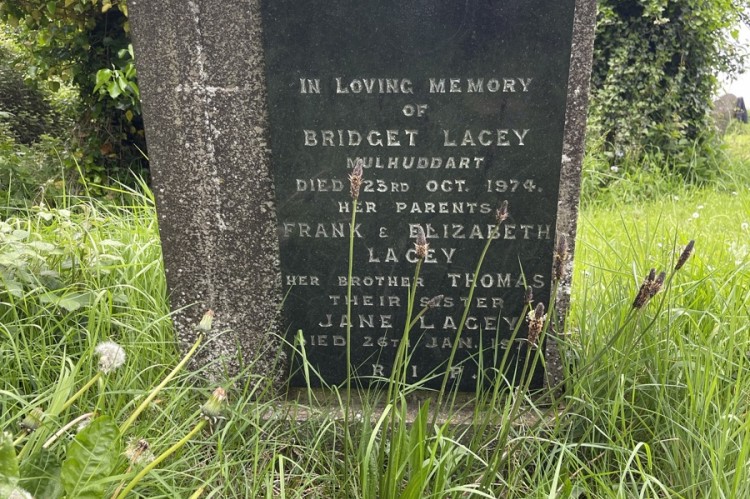 IN LOVING MEMORY
OF
BRIDGET LACEY
MULHUDDART
DIED 23RD OCT. 1974.
HER PARENTS
FRANK & ELIZABETH
LACEY
HER BROTHER THOMAS
THEIR SISTER
JANE LACEY
DIED 26TH JAN.
R.I.P.